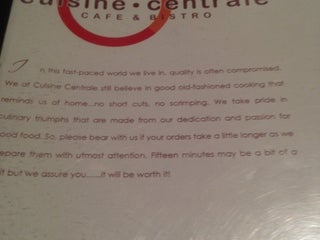 cuisine • centrale
CAFE & BISTRO
In this fast-paced world we live in, quality is often compromised.
We at Cuisine Centrale still believe in good old-fashioned cooking that
reminds us of home...no short cuts, no scrimping. We take pride in
culinary triumphs that are made from our dedication and passion for
ood food. So, please bear with us if your orders take a little longer as we
epare them with utmost attention. Fifteen minutes may be a bit of a
it but we assure you......it will be worth it!